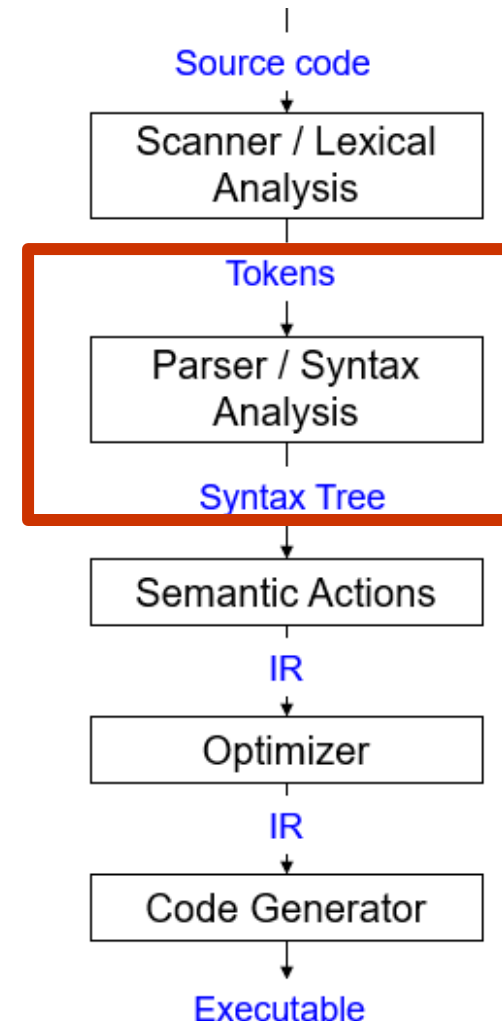 Source code
Scanner / Lexical
Analysis
Tokens
Parser / Syntax
Analysis
Syntax Tree
Semantic Actions
IR
Optimizer
IR
Code Generator
Executable